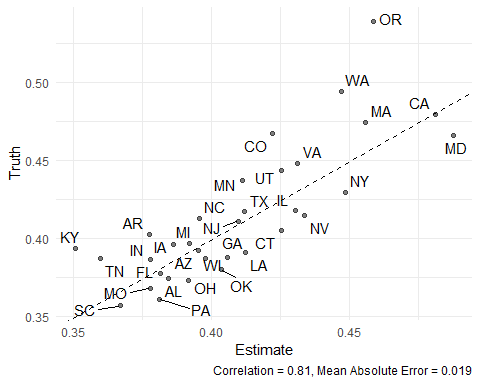 OR
WA
0.50
CA
MA
CO
MD
VA
0.45
UT
MN
NY
TX
IL
NC
NJ
AR
MI
NV
KY
0.40
CT
GA
IN
IA
AZ
WI
LA
TN
FL
OK
MO
AL
OH
SC
PA
0.35
0.35
0.40
0.45
Truth
Estimate
Correlation = 0.81, Mean Absolute Error = 0.019